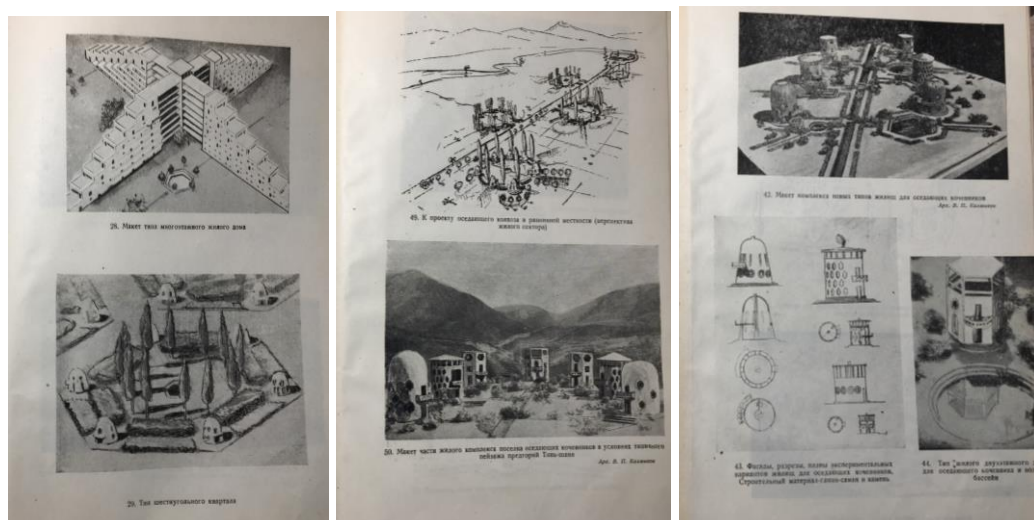 28. Макет типа многоэтажного жилого дома
29. Тип шестиугольного квартала
49. К проекту оседающего колхоза в равнинной местности (перспектива
жилого сектора)
50. Макет части жилого комплекса поселка оседающих кочевников в условиях типичного
пейзажа предгорий Тянь-шаня
Арх. В. П. Калмыков
42. Макет комплекса новых типов жилищ для оседающих кочевников
Арх. В. П. Калмыков
43. Фасады, разрезы, планы экспериментальных
вариантов жилищ для оседающих кочевников.
Строительный материал-глина-саман и камень
44. Тип жилого двухэтажного
для оседающего кочевника и
бассейн